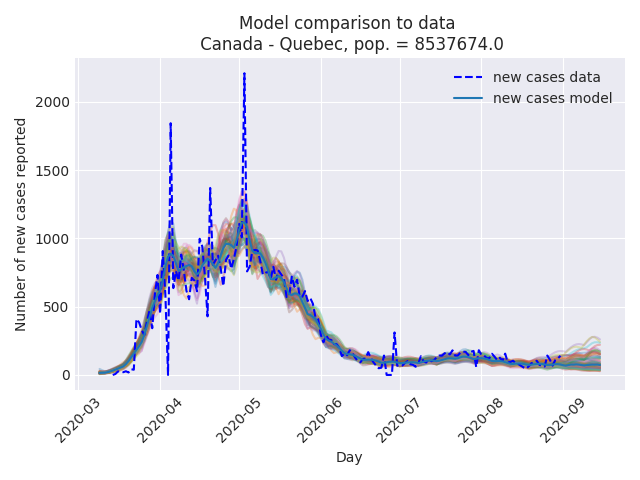 Model comparison to data
Canada - Quebec, pop. = 8537674.0
new cases data
new cases model
Number of new cases reported
2000
1500
1000
500
0
2020-03
2020-04
2020-05
2020-06
2020-07
2020-08
2020-09
Day